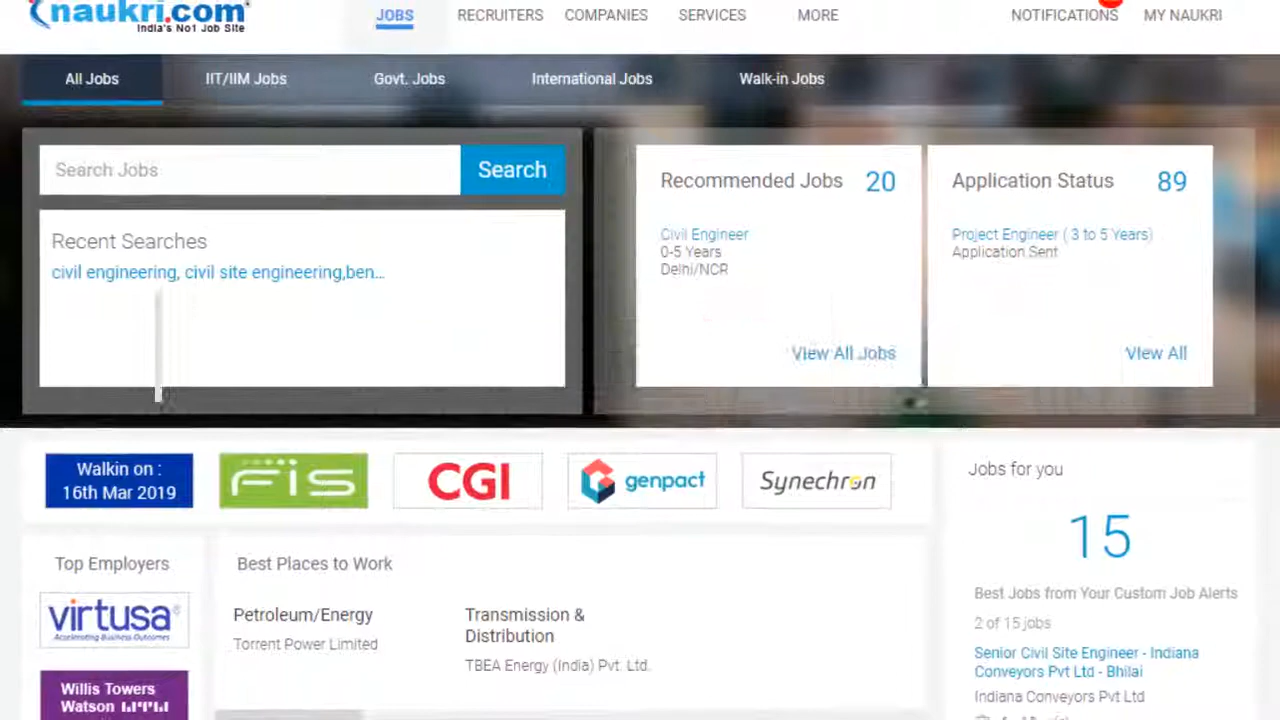 naukri.com
India's No1 Job Site
JOBS
RECRUITERS
COMPANIES
SERVICES
MORE
NOTIFICATIONS
MY NAUKRI
All Jobs
IIT/IIM Jobs
Govt. Jobs
International Jobs
Walk-in Jobs
Search Jobs
Search
Recent Searches
civil engineering, civil site engineering,ben...
Recommended Jobs 20
Civil Engineer
0-5 Years
Delhi/NCR
View All Jobs
Application Status 89
Project Engineer ( 3 to 5 Years)
Application Sent
View All
Walkin on :
16th Mar 2019
FIS
CGI
genpact
Synechron
Top Employers
virtusa
Accelerating Business Outcomes
Willis Towers
Watson
Best Places to Work
Petroleum/Energy
Torrent Power Limited
Transmission &
Distribution
TBEA Energy (India) Pvt. Ltd.
Jobs for you
15
Best Jobs from Your Custom Job Alerts
2 of 15 jobs
Senior Civil Site Engineer - Indiana
Conveyors Pvt Ltd - Bhilai
Indiana Conveyors Pvt Ltd